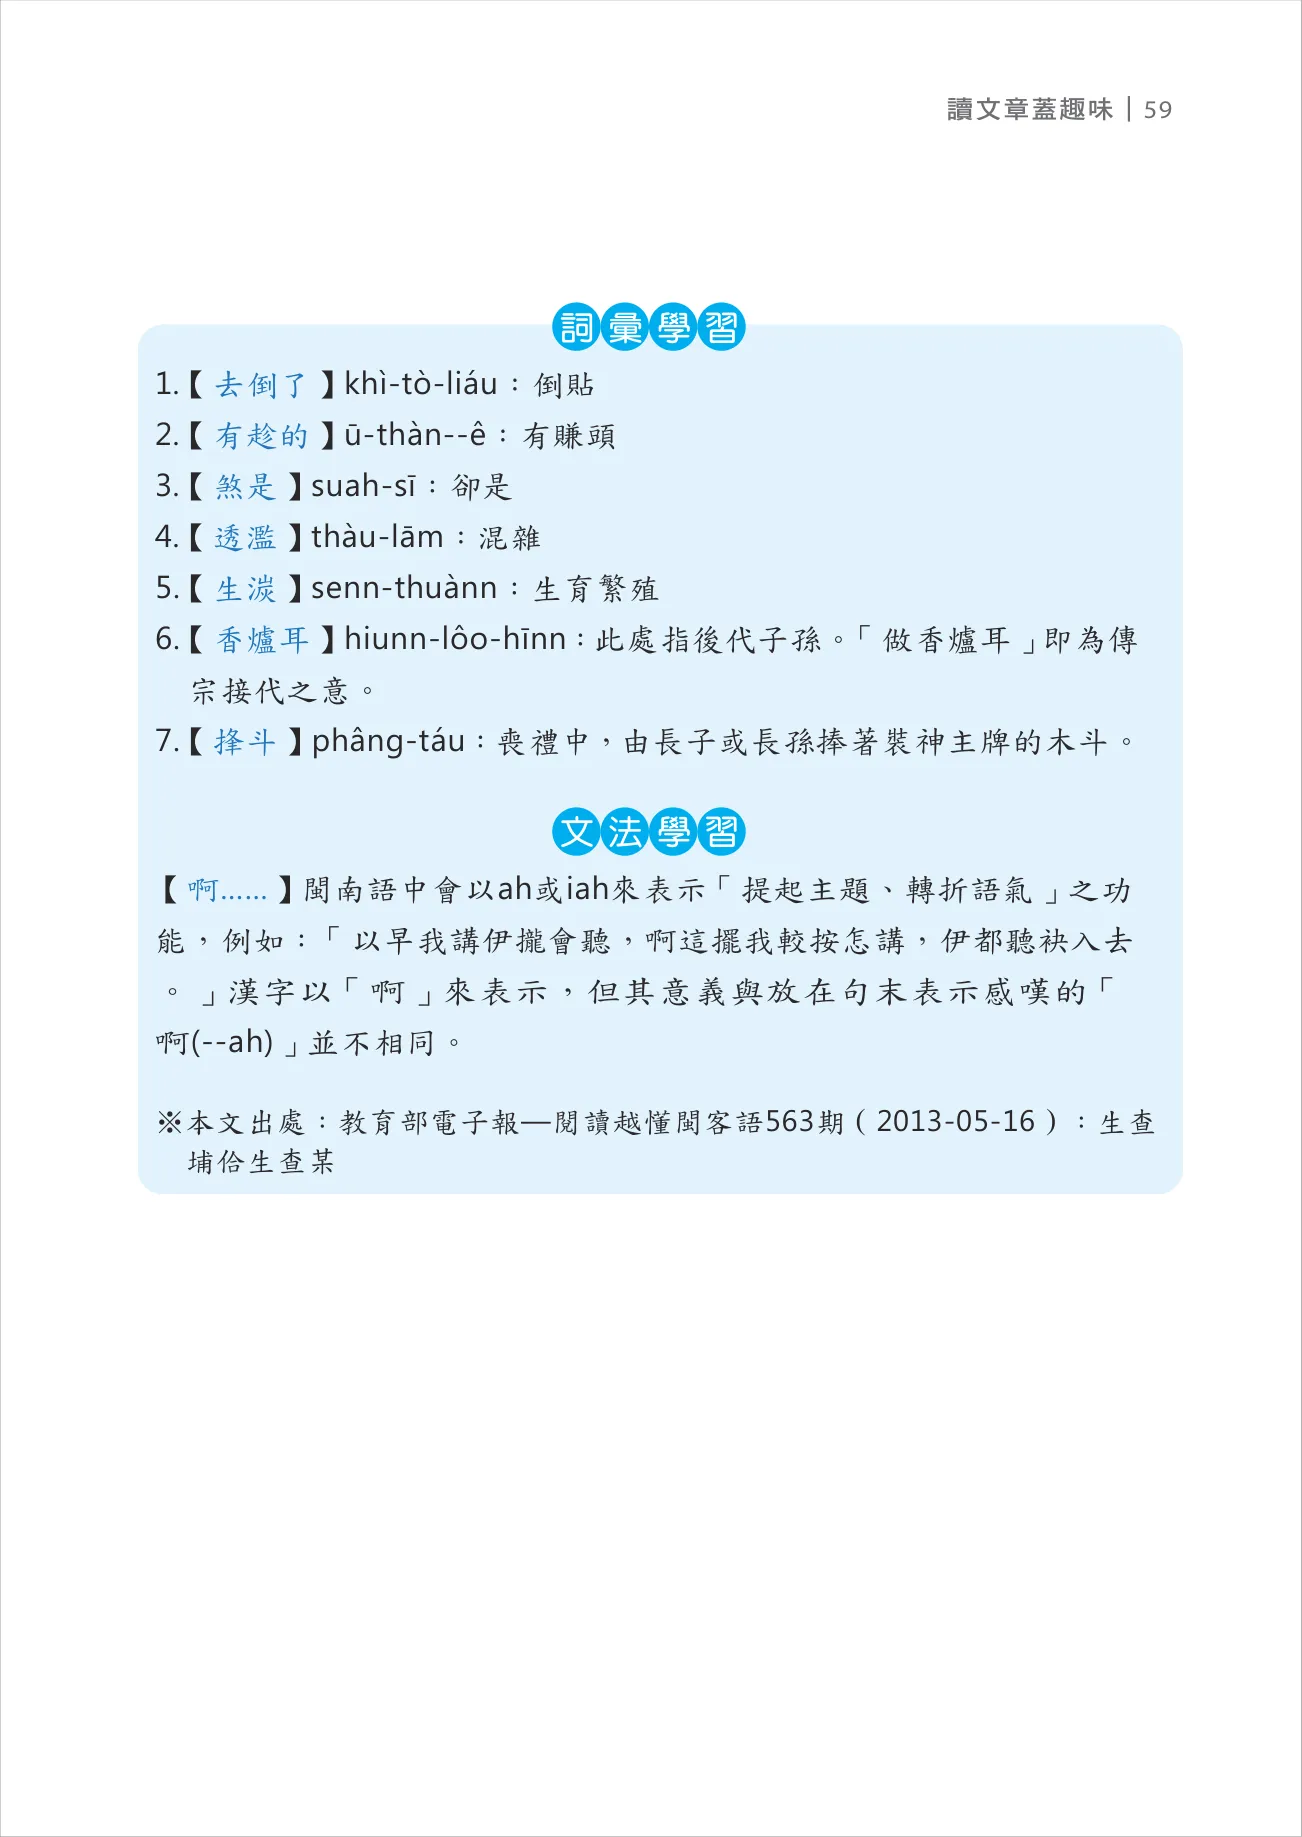 讀文章蓋趣味｜59
詞彙學習
1.【去倒了】khì-tò-liáu：倒貼
2.【有趁的】ū-thàn--ê：有賺頭
3.【煞是】suah-sī：卻是
4.【透濫】thàu-lām：混雜
5.【生湠】senn-thuànn：生育繁殖
6.【香爐耳】hiunn-lôo-hīnn：此處指後代子孫。「做香爐耳」即為傳
宗接代之意。
7.【捀斗】phâng-táu：喪禮中，由長子或長孫捧著裝神主牌的木斗。
文法學習
【啊……】閩南語中會以ah或iah來表示「提起主題、轉折語氣」之功
能，例如：「以早我講伊攏會聽，啊這擺我較按怎講，伊都聽袂入去
。」漢字以「啊」來表示，但其意義與放在句末表示感嘆的「
啊(--ah)」並不相同。
※本文出處：教育部電子報—閱讀越懂閩客語563期（2013-05-16）：生查
埔佮生查某